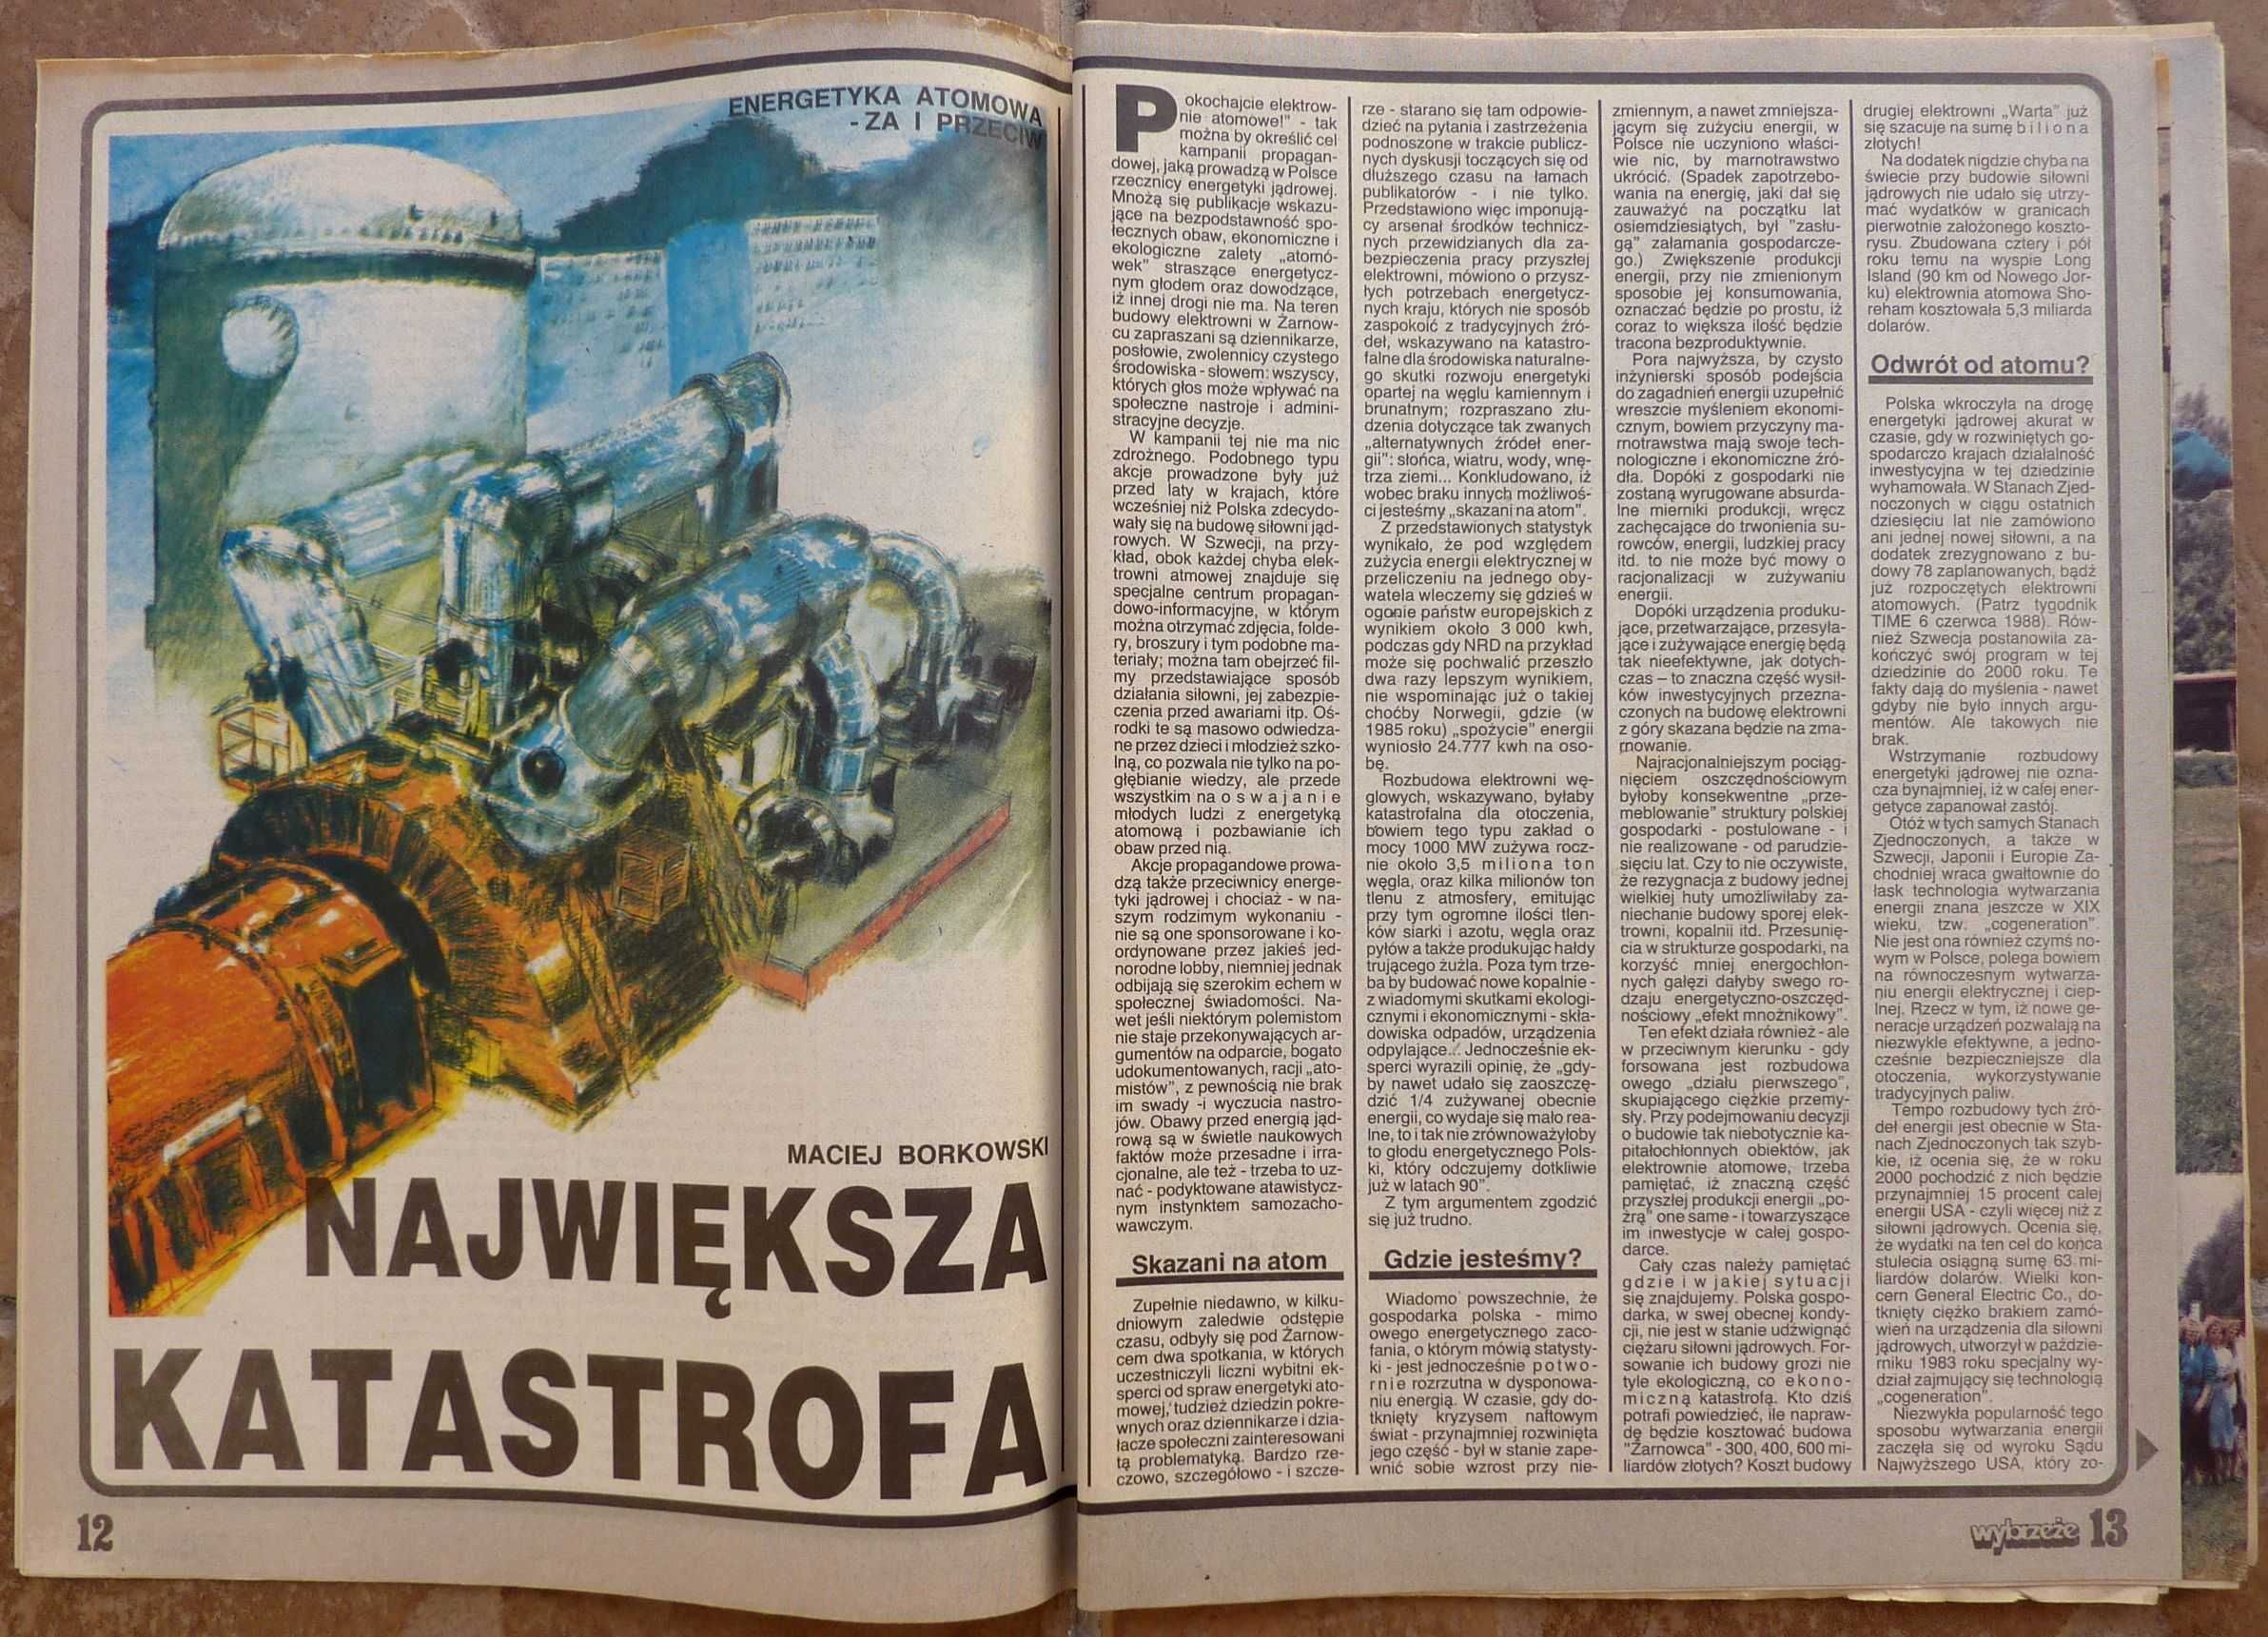 ENERGETYKA ATOMOWA
- ZA I PRZECIW
MACIEJ BORKOWSKI
NAJWIĘKSZA
KATASTROFA
12
Pokochajcie elektrow-
nie atomowe!" - tak
można by określić cel
kampanii propagan-
dowej, jaką prowadzą w Polsce
rzecznicy energetyki jądrowej.
Mnożą się publikacje wskazu-
jące na bezpodstawność spo-
łecznych obaw, ekonomiczne i
ekologiczne zalety „atomó-
wek" straszące energetycz-
nym głodem oraz dowodzące,
iż innej drogi nie ma. Na teren
budowy elektrowni w Żarnow-
cu zapraszani są dziennikarze,
posłowie, zwolennicy czystego
środowiska - słowem: wszyscy,
których głos może wpływać na
społeczne nastroje i admini-
stracyjne decyzje.
W kampanii tej nie ma nic
zdrożnego. Podobnego typu
akcje prowadzone były już
przed laty w krajach, które
wcześniej niż Polska zdecydo-
wały się na budowę siłowni jąd-
rowych. W Szwecji, na przy-
kład, obok każdej chyba elek-
trowni atmowej znajduje się
specjalne centrum propagan-
dowo-informacyjne, w którym
można otrzymać zdjęcia, folde-
ry, broszury i tym podobne ma-
teriały; można tam obejrzeć fil-
my przedstawiające sposób
działania siłowni, jej zabezpie-
czenia przed awariami itp. Oś-
rodki te są masowo odwiedza-
ne przez dzieci i młodzież szko-
lną, co pozwala nie tylko na po-
głębianie wiedzy, ale przede
wszystkim na o s w a j a n i e
młodych ludzi z energetyką
atomową i pozbawianie ich
obaw przed nią.
Akcje propagandowe prowa-
dzą także przeciwnicy energe-
tyki jądrowej i chociaż - w na-
szym rodzimym wykonaniu -
nie są one sponsorowane i ko-
ordynowane przez jakieś jed-
norodne lobby, niemniej jednak
odbijają się szerokim echem w
społecznej świadomości. Na-
wet jeśli niektórym polemistom
nie staje przekonywających ar-
gumentów na odparcie, bogato
udokumentowanych, racji „ato-
mistów", z pewnością nie brak
im swady -i wyczucia nastro-
jów. Obawy przed energią jąd-
rową są w świetle naukowych
faktów może przesadne i irra-
cjonalne, ale też - trzeba to uz-
nać - podyktowane atawistycz-
nym instynktem samozacho-
wawczym.
Skazani na atom
Zupełnie niedawno, w kilku-
dniowym zaledwie odstępie
czasu, odbyły się pod Żarnow-
cem dwa spotkania, w których
uczestniczyli liczni wybitni ek-
sperci od spraw energetyki ato-
mowej, tudzież dziedzin pokre-
wnych oraz dziennikarze i dzia-
łacze społeczni zainteresowani
tą problematyką. Bardzo rze-
czowo, szczegółowo - i szcze-
rze - starano się tam odpowie-
dzieć na pytania i zastrzeżenia
podnoszone w trakcie publicz-
nych dyskusji toczących się od
dłuższego czasu na łamach
publikatorów - i nie tylko.
Przedstawiono więc imponują-
cy arsenał środków technicz-
nych przewidzianych dla za-
bezpieczenia pracy przyszłej
elektrowni, mówiono o przysz-
łych potrzebach energetycz-
nych kraju, których nie sposób
zaspokoić z tradycyjnych źró-
deł, wskazywano na katastro-
falne dla środowiska naturalne-
go skutki rozwoju energetyki
opartej na węglu kamiennym i
brunatnym; rozpraszano złu-
dzenia dotyczące tak zwanych
„alternatywnych źródeł ener-
gii": słońca, wiatru, wody, wnę-
trza ziemi... Konkludowano, iż
wobec braku innych możliwoś-
ci jesteśmy „skazani na atom".
Z przedstawionych statystyk
wynikało, że pod względem
zużycia energii elektrycznej w
przeliczeniu na jednego oby-
watela wleczemy się gdzieś w
ogonie państw europejskich z
wynikiem około 3 000 kwh,
podczas gdy NRD na przykład
może się pochwalić przeszło
dwa razy lepszym wynikiem,
nie wspominając już o takiej
choćby Norwegii, gdzie (w
1985 roku) „spożycie" energii
wyniosło 24.777 kwh na oso-
bę.
Rozbudowa elektrowni wę-
glowych, wskazywano, byłaby
katastrofalna dla otoczenia,
bowiem tego typu zakład o
mocy 1000 MW zużywa rocz-
nie około 3,5 miliona ton
węgla, oraz kilka milionów ton
tlenu z atmosfery, emitując
przy tym ogromne ilości tlen-
ków siarki i azotu, węgla oraz
pyłów a także produkując hałdy
trującego żużla. Poza tym trze-
ba by budować nowe kopalnie -
z wiadomymi skutkami ekologi-
cznymi i ekonomicznymi - skła-
dowiska odpadów, urządzenia
odpylające... Jednocześnie ek-
sperci wyrazili opinię, że „gdy-
by nawet udało się zaoszczę-
dzić 1/4 zużywanej obecnie
energii, co wydaje się mało rea-
lne, to i tak nie zrównoważyłoby
to głodu energetycznego Pols-
ki, który odczujemy dotkliwie
już w latach 90".
Z tym argumentem zgodzić
się już trudno.
Gdzie jesteśmy?
Wiadomo powszechnie, że
gospodarka polska - mimo
owego energetycznego zaco-
fania, o którym mówią statysty-
ki - jest jednocześnie p o t w o -
r n i e rozrzutna w dysponowa-
niu energią. W czasie, gdy do-
tknięty kryzysem naftowym
świat - przynajmniej rozwinięta
jego część - był w stanie zape-
wnić sobie wzrost przy nie-
zmiennym, a nawet zmniejsza-
jącym się zużyciu energii, w
Polsce nie uczyniono właści-
wie nic, by marnotrawstwo
ukrócić. (Spadek zapotrzebo-
wania na energię, jaki dał się
zauważyć na początku lat
osiemdziesiątych, był "zasłu-
gą" załamania gospodarcze-
go.) Zwiększenie produkcji
energii, przy nie zmienionym
sposobie jej konsumowania,
oznaczać będzie po prostu, iż
coraz to większa ilość będzie
tracona bezproduktywnie.
Pora najwyższa, by czysto
inżynierski sposób podejścia
do zagadnień energii uzupełnić
wreszcie myśleniem ekonomi-
cznym, bowiem przyczyny ma-
rnotrawstwa mają swoje tech-
nologiczne i ekonomiczne źró-
dła. Dopóki z gospodarki nie
zostaną wyrugowane absurda-
lne mierniki produkcji, wręcz
zachęcające do trwonienia su-
rowców, energii, ludzkiej pracy
itd. to nie może być mowy o
racjonalizacji w zużywaniu
energii.
Dopóki urządzenia produku-
jące, przetwarzające, przesyła-
jące i zużywające energię będą
tak nieefektywne, jak dotych-
czas – to znaczna część wysił-
ków inwestycyjnych przezna-
czonych na budowę elektrowni
z góry skazana będzie na zma-
rnowanie.
Najracjonalniejszym pociąg-
nięciem oszczędnościowym
byłoby konsekwentne „prze-
meblowanie" struktury polskiej
gospodarki - postulowane - i
nie realizowane - od parudzie-
sięciu lat. Czy to nie oczywiste,
że rezygnacja z budowy jednej
wielkiej huty umożliwiłaby za-
niechanie budowy sporej elek-
trowni, kopalnii itd. Przesunię-
cia w strukturze gospodarki, na
korzyść mniej energochłon-
nych gałęzi dałyby swego ro-
dzaju energetyczno-oszczęd-
nościowy „efekt mnożnikowy".
Ten efekt działa również - ale
w przeciwnym kierunku - gdy
forsowana jest rozbudowa
owego „działu pierwszego",
skupiającego ciężkie przemy-
sły. Przy podejmowaniu decyzji
o budowie tak niebotycznie ka-
pitałochłonnych obiektów, jak
elektrownie atomowe, trzeba
pamiętać, iż znaczną część
przyszłej produkcji energii „po-
żrą" one same - i towarzyszące
im inwestycje w całej gospo-
darce.
Cały czas należy pamiętać
g d z i e i w j a k i e j s y t u a c j i
się znajdujemy. Polska gospo-
darka, w swej obecnej kondy-
cji, nie jest w stanie udźwignąć
ciężaru siłowni jądrowych. For-
sowanie ich budowy grozi nie
tyle ekologiczną, co e k o n o -
m i c z n ą katastrofą. Kto dziś
potrafi powiedzieć, ile napraw-
dę będzie kosztować budowa
"Żarnowca" - 300, 400, 600 mi-
liardów złotych? Koszt budowy
drugiej elektrowni „Warta" już
się szacuje na sumę b i l i o n a
złotych!
Na dodatek nigdzie chyba na
świecie przy budowie siłowni
jądrowych nie udało się utrzy-
mać wydatków w granicach
pierwotnie założonego koszto-
rysu. Zbudowana cztery i pół
roku temu na wyspie Long
Island (90 km od Nowego Jor-
ku) elektrownia atomowa Sho-
reham kosztowała 5,3 miliarda
dolarów.
Odwrót od atomu?
Polska wkroczyła na drogę
energetyki jądrowej akurat w
czasie, gdy w rozwiniętych go-
spodarczo krajach działalność
inwestycyjna w tej dziedzinie
wyhamowała. W Stanach Zjed-
noczonych w ciągu ostatnich
dziesięciu lat nie zamówiono
ani jednej nowej siłowni, a na
dodatek zrezygnowano z bu-
dowy 78 zaplanowanych, bądź
już rozpoczętych elektrowni
atomowych. (Patrz tygodnik
TIME 6 czerwca 1988). Rów-
nież Szwecja postanowiła za-
kończyć swój program w tej
dziedzinie do 2000 roku. Te
fakty dają do myślenia - nawet
gdyby nie było innych argu-
mentów. Ale takowych nie
brak.
Wstrzymanie rozbudowy
energetyki jądrowej nie ozna-
cza bynajmniej, iż w całej ener-
getyce zapanował zastój.
Otóż w tych samych Stanach
Zjednoczonych, a także w
Szwecji, Japonii i Europie Za-
chodniej wraca gwałtownie do
łask technologia wytwarzania
energii znana jeszcze w XIX
wieku, tzw. „cogeneration".
Nie jest ona również czymś no-
wym w Polsce, polega bowiem
na równoczesnym wytwarza-
niu energii elektrycznej i ciep-
lnej. Rzecz w tym, iż nowe ge-
neracje urządzeń pozwalają na
niezwykle efektywne, a jedno-
cześnie bezpieczniejsze dla
otoczenia, wykorzystywanie
tradycyjnych paliw.
Tempo rozbudowy tych źró-
deł energii jest obecnie w Sta-
nach Zjednoczonych tak szyb-
kie, iż ocenia się, że w roku
2000 pochodzić z nich będzie
przynajmniej 15 procent całej
energii USA - czyli więcej niż z
siłowni jądrowych. Ocenia się,
że wydatki na ten cel do końca
stulecia osiągną sumę 63 mi-
liardów dolarów. Wielki kon-
cern General Electric Co., do-
tknięty ciężko brakiem zamó-
wień na urządzenia dla siłowni
jądrowych, utworzył w paździe-
rniku 1983 roku specjalny wy-
dział zajmujący się technologią
„cogeneration".
Niezwykła popularność tego
sposobu wytwarzania energii
zaczęła się od wyroku Sądu
Najwyższego USA, który zo-
wybrzeże 13